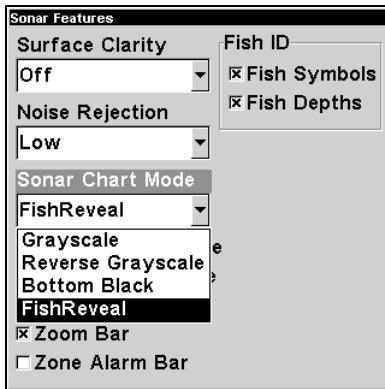 Sonar Features
Surface Clarity
Off
Noise Rejection
Low
Sonar Chart Mode
FishReveal
Grayscale
Reverse Grayscale
Bottom Black
FishReveal
Zoom Bar
Zone Alarm Bar
Fish ID
Fish Symbols
Fish Depths